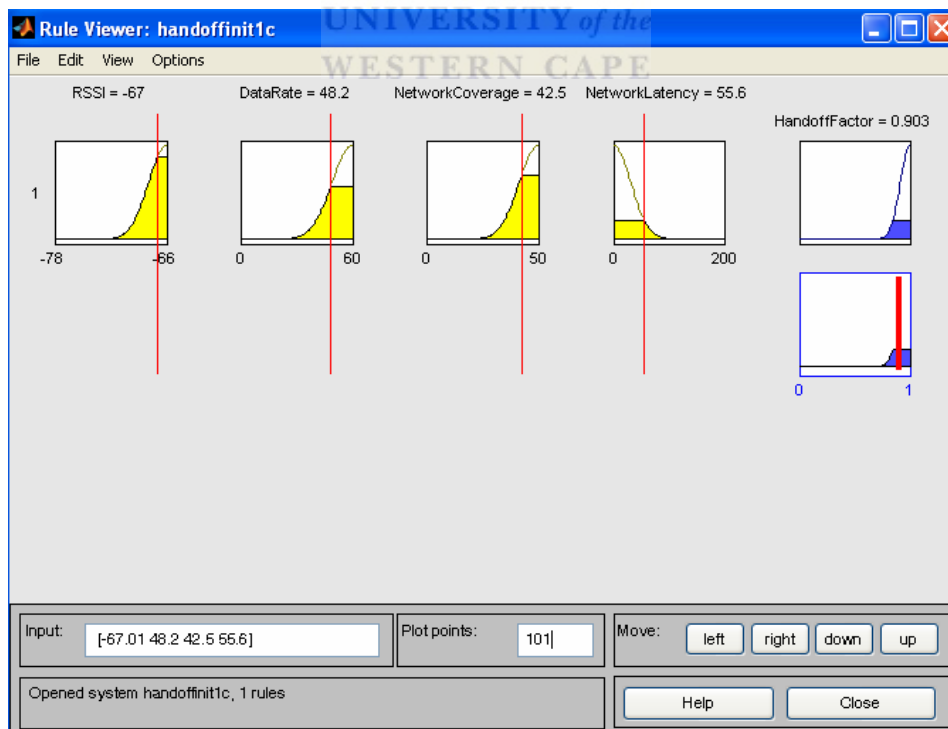 UNIVERSITY of the
WESTERN CAPE
Rule Viewer: handoffinit1c
File Edit View Options
RSSI = -67 DataRate = 48.2 NetworkCoverage = 42.5 NetworkLatency = 55.6
HandoffFactor = 0.903
1
-78 -66 0 60 0 50 0 200
0 1
Input: [-67.01 48.2 42.5 55.6] Plot points: 101 Move: left right down up
Opened system handoffinit1c, 1 rules Help Close